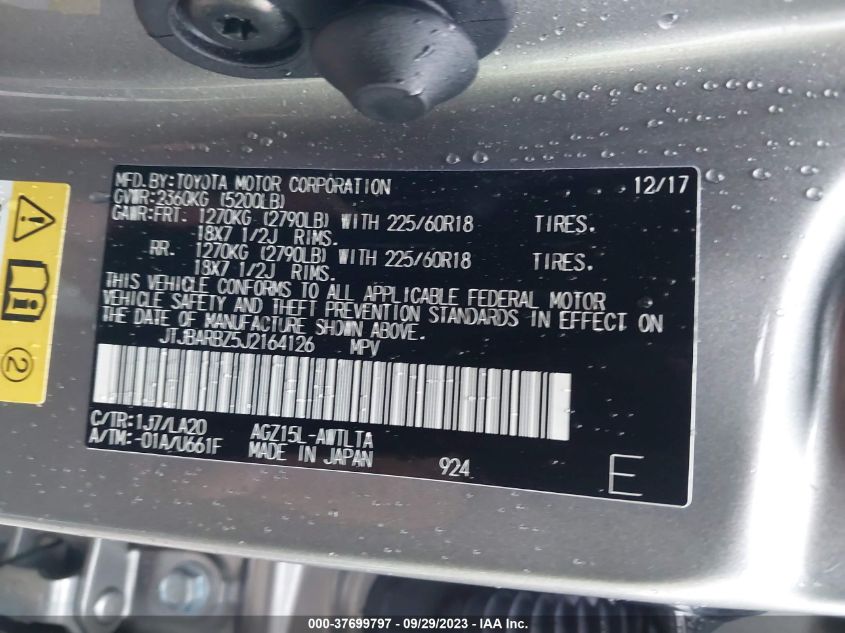 MFD.BY:TOYOTA MOTOR CORPORATION 12/17
GVWR:2360KG (5200LB)
GAWR:FRT. 1270KG (2790LB) WITH 225/60R18 TIRES.
18X7 1/2J RIMS.
RR. 1270KG (2790LB) WITH 225/60R18 TIRES.
18X7 1/2J RIMS.
THIS VEHICLE CONFORMS TO ALL APPLICABLE FEDERAL MOTOR
VEHICLE SAFETY AND THEFT PREVENTION STANDARDS IN EFFECT ON
THE DATE OF MANUFACTURE SHOWN ABOVE.
JTJBARBZ5J2164126 MPV
C/TR:1J7/LA20 AGZ15L-AWTLTA
A/TM:-01A/U661F MADE IN JAPAN 924
E
2
000-37699797 - 09/29/2023 - 0000